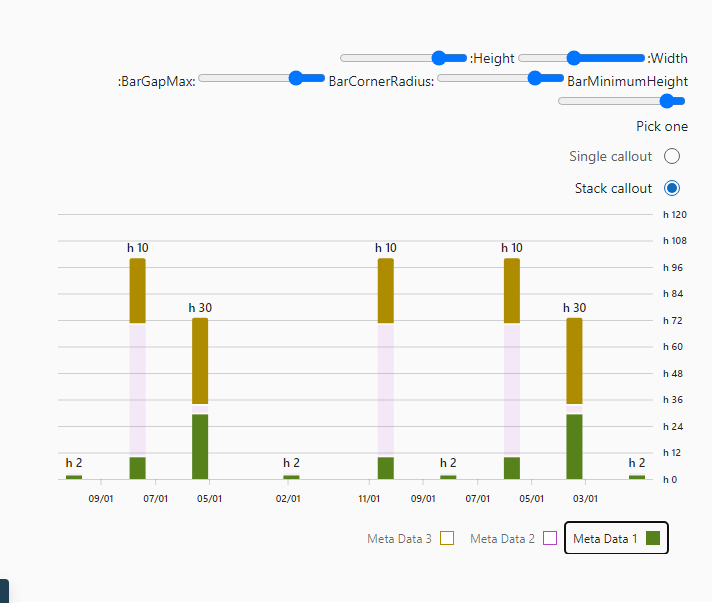 :Height :Width
:BarGapMax: BarCornerRadius: BarMinimumHeight
Pick one
Single callout
Stack callout
h 120
h 108
h 96
h 84
h 72
h 60
h 48
h 36
h 24
h 12
h 0
h 10 h 10 h 10
h 30 h 30
h 2 h 2 h 2 h 2
09/01 07/01 05/01 02/01 11/01 09/01 07/01 05/01 03/01
Meta Data 3 Meta Data 2 Meta Data 1